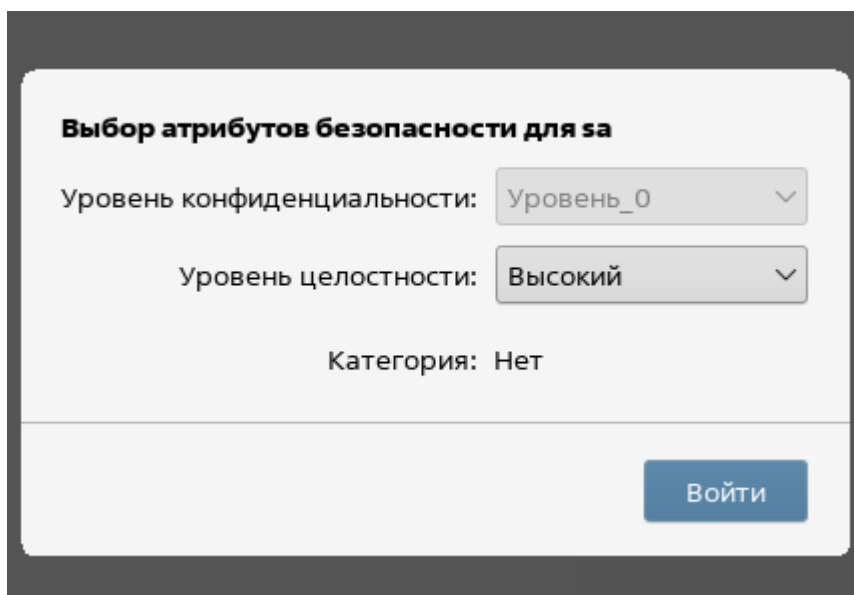 Выбор атрибутов безопасности для sa
Уровень конфиденциальности: Уровень_0
Уровень целостности: Высокий
Категория: Нет
Войти